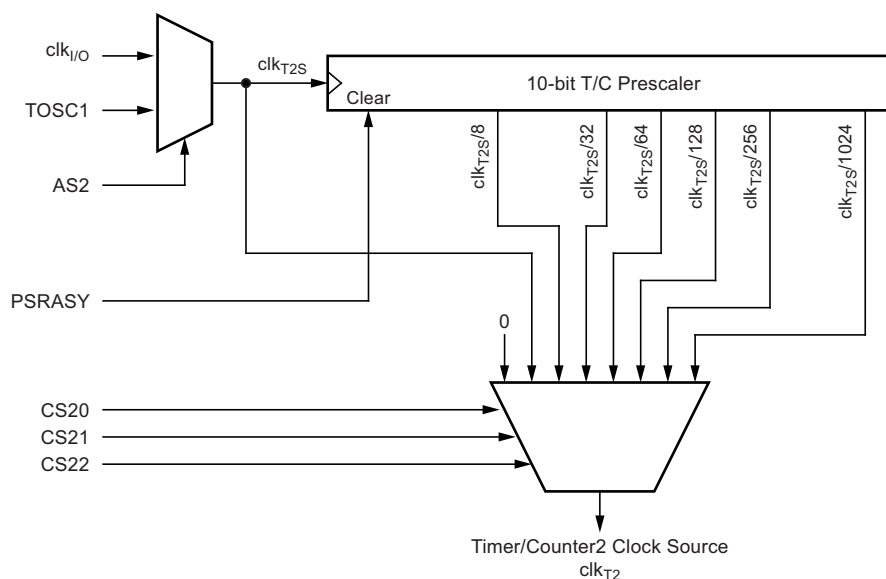 clkI/O
TOSC1
AS2
PSRASY
clkT2S
10-bit T/C Prescaler
Clear
clkT2S/8
clkT2S/32
clkT2S/64
clkT2S/128
clkT2S/256
clkT2S/1024
0
CS20
CS21
CS22
Timer/Counter2 Clock Source
clkT2